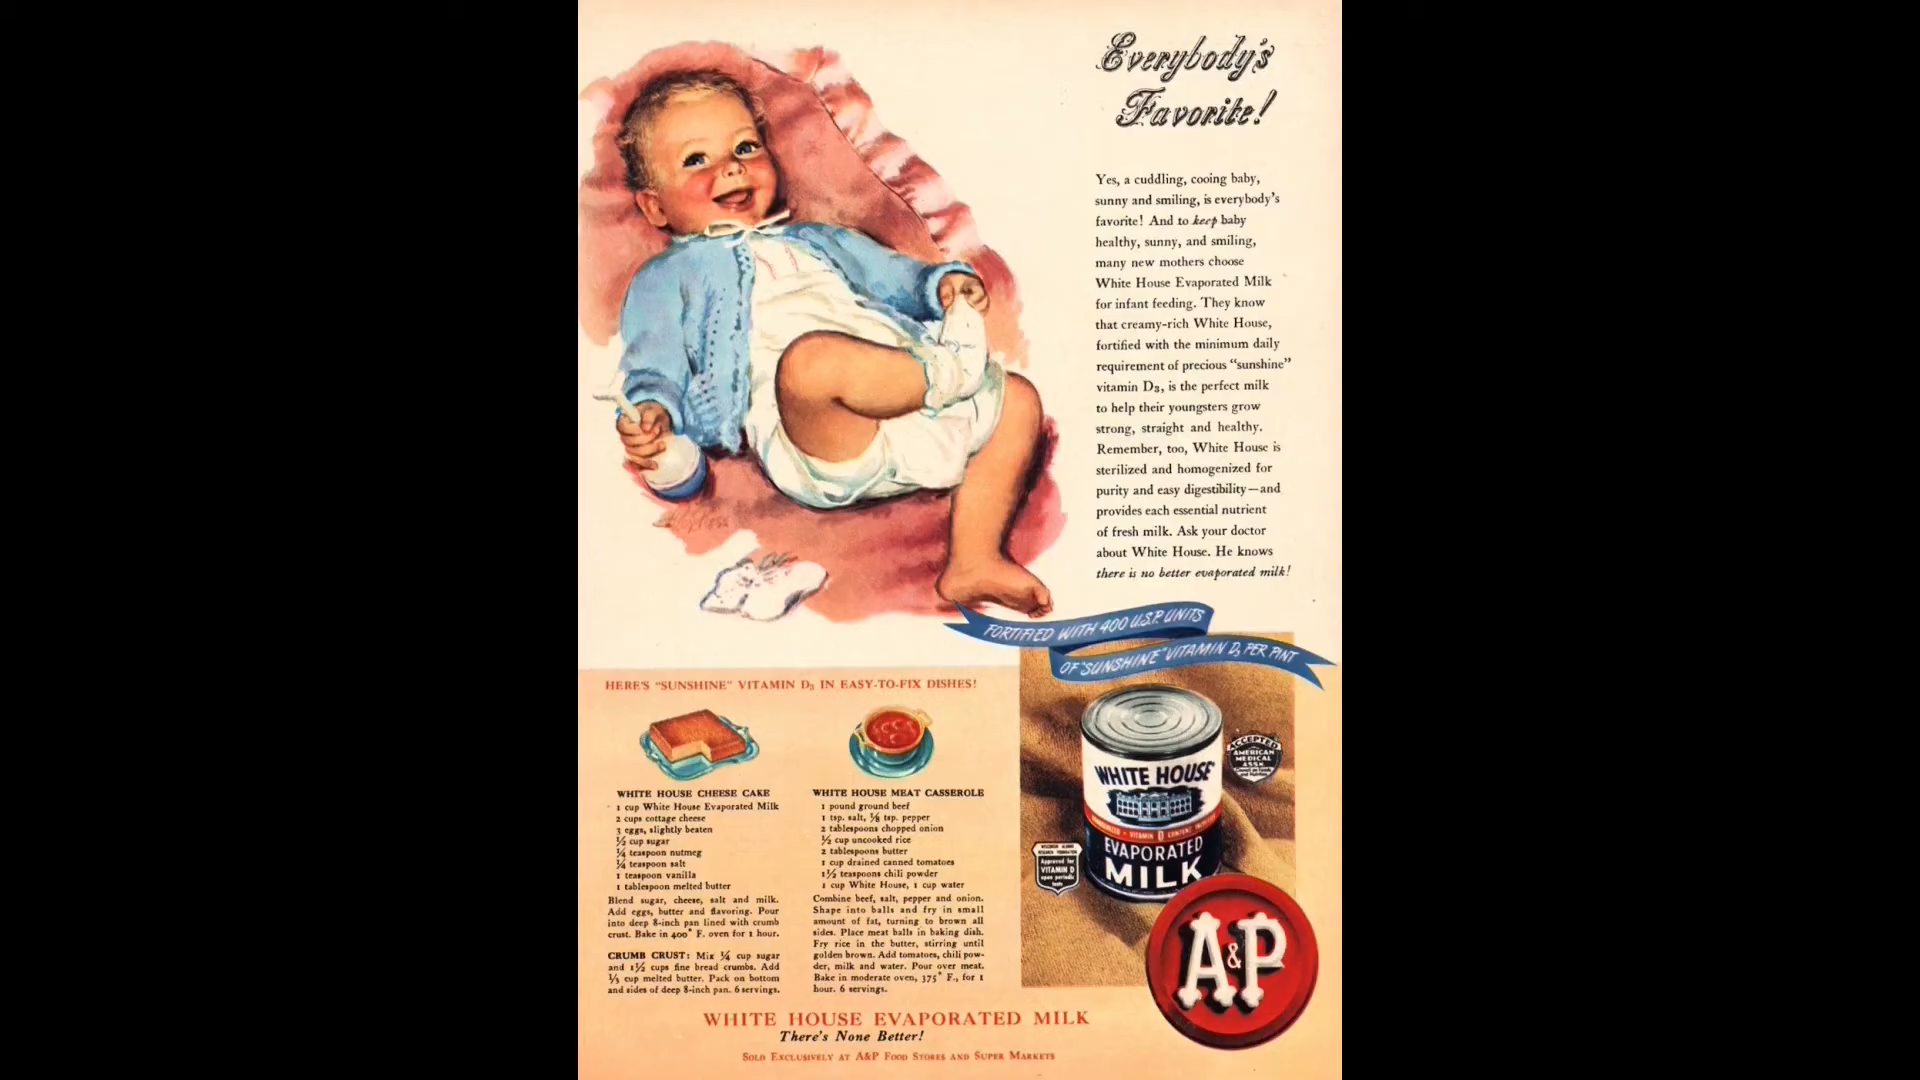 Everybody's
Favorite!
Yes, a cuddling, cooing baby,
sunny and smiling, is everybody's
favorite! And to keep baby
healthy, sunny, and smiling,
many new mothers choose
White House Evaporated Milk
for infant feeding. They know
that creamy-rich White House,
fortified with the minimum daily
requirement of precious “sunshine”
vitamin D₃, is the perfect milk
to help their youngsters grow
strong, straight and healthy.
Remember, too, White House is
sterilized and homogenized for
purity and easy digestibility—and
provides each essential nutrient
of fresh milk. Ask your doctor
about White House. He knows
there is no better evaporated milk!
FORTIFIED WITH 400 U.S.P. UNITS
OF "SUNSHINE" VITAMIN D₃ PER PINT
HERE'S "SUNSHINE" VITAMIN D₃ IN EASY-TO-FIX DISHES!
WHITE HOUSE CHEESE CAKE
1 cup White House Evaporated Milk
2 cups cottage cheese
3 eggs, slightly beaten
½ cup sugar
¼ teaspoon nutmeg
¼ teaspoon salt
1 teaspoon vanilla
1 tablespoon melted butter
Blend sugar, cheese, salt and milk.
Add eggs, butter and flavoring. Pour
into deep 8-inch pan lined with crumb
crust. Bake in 400° F. oven for 1 hour.
CRUMB CRUST: Mix ¼ cup sugar
and 1½ cups fine bread crumbs. Add
⅓ cup melted butter. Pack on bottom
and sides of deep 8-inch pan. 6 servings.
WHITE HOUSE MEAT CASSEROLE
1 pound ground beef
1 tsp. salt, ⅛ tsp. pepper
2 tablespoons chopped onion
½ cup uncooked rice
2 tablespoons butter
1 cup drained canned tomatoes
1½ teaspoons chili powder
1 cup White House, 1 cup water
Combine beef, salt, pepper and onion.
Shape into balls and fry in small
amount of fat, turning to brown all
sides. Place meat balls in baking dish.
Fry rice in the butter, stirring until
golden brown. Add tomatoes, chili pow-
der, milk and water. Pour over meat.
Bake in moderate oven, 375° F., for 1
hour. 6 servings.
WHITE HOUSE
VITAMIN D CONTENT INCREASED
EVAPORATED
MILK
ACCEPTED
AMERICAN
MEDICAL
ASSN.
WISCONSIN ALUMNI
RESEARCH FOUNDATION
Approved for
VITAMIN D
upon periodic
tests
A&P
WHITE HOUSE EVAPORATED MILK
There's None Better!
SOLD EXCLUSIVELY AT A&P FOOD STORES AND SUPER MARKETS